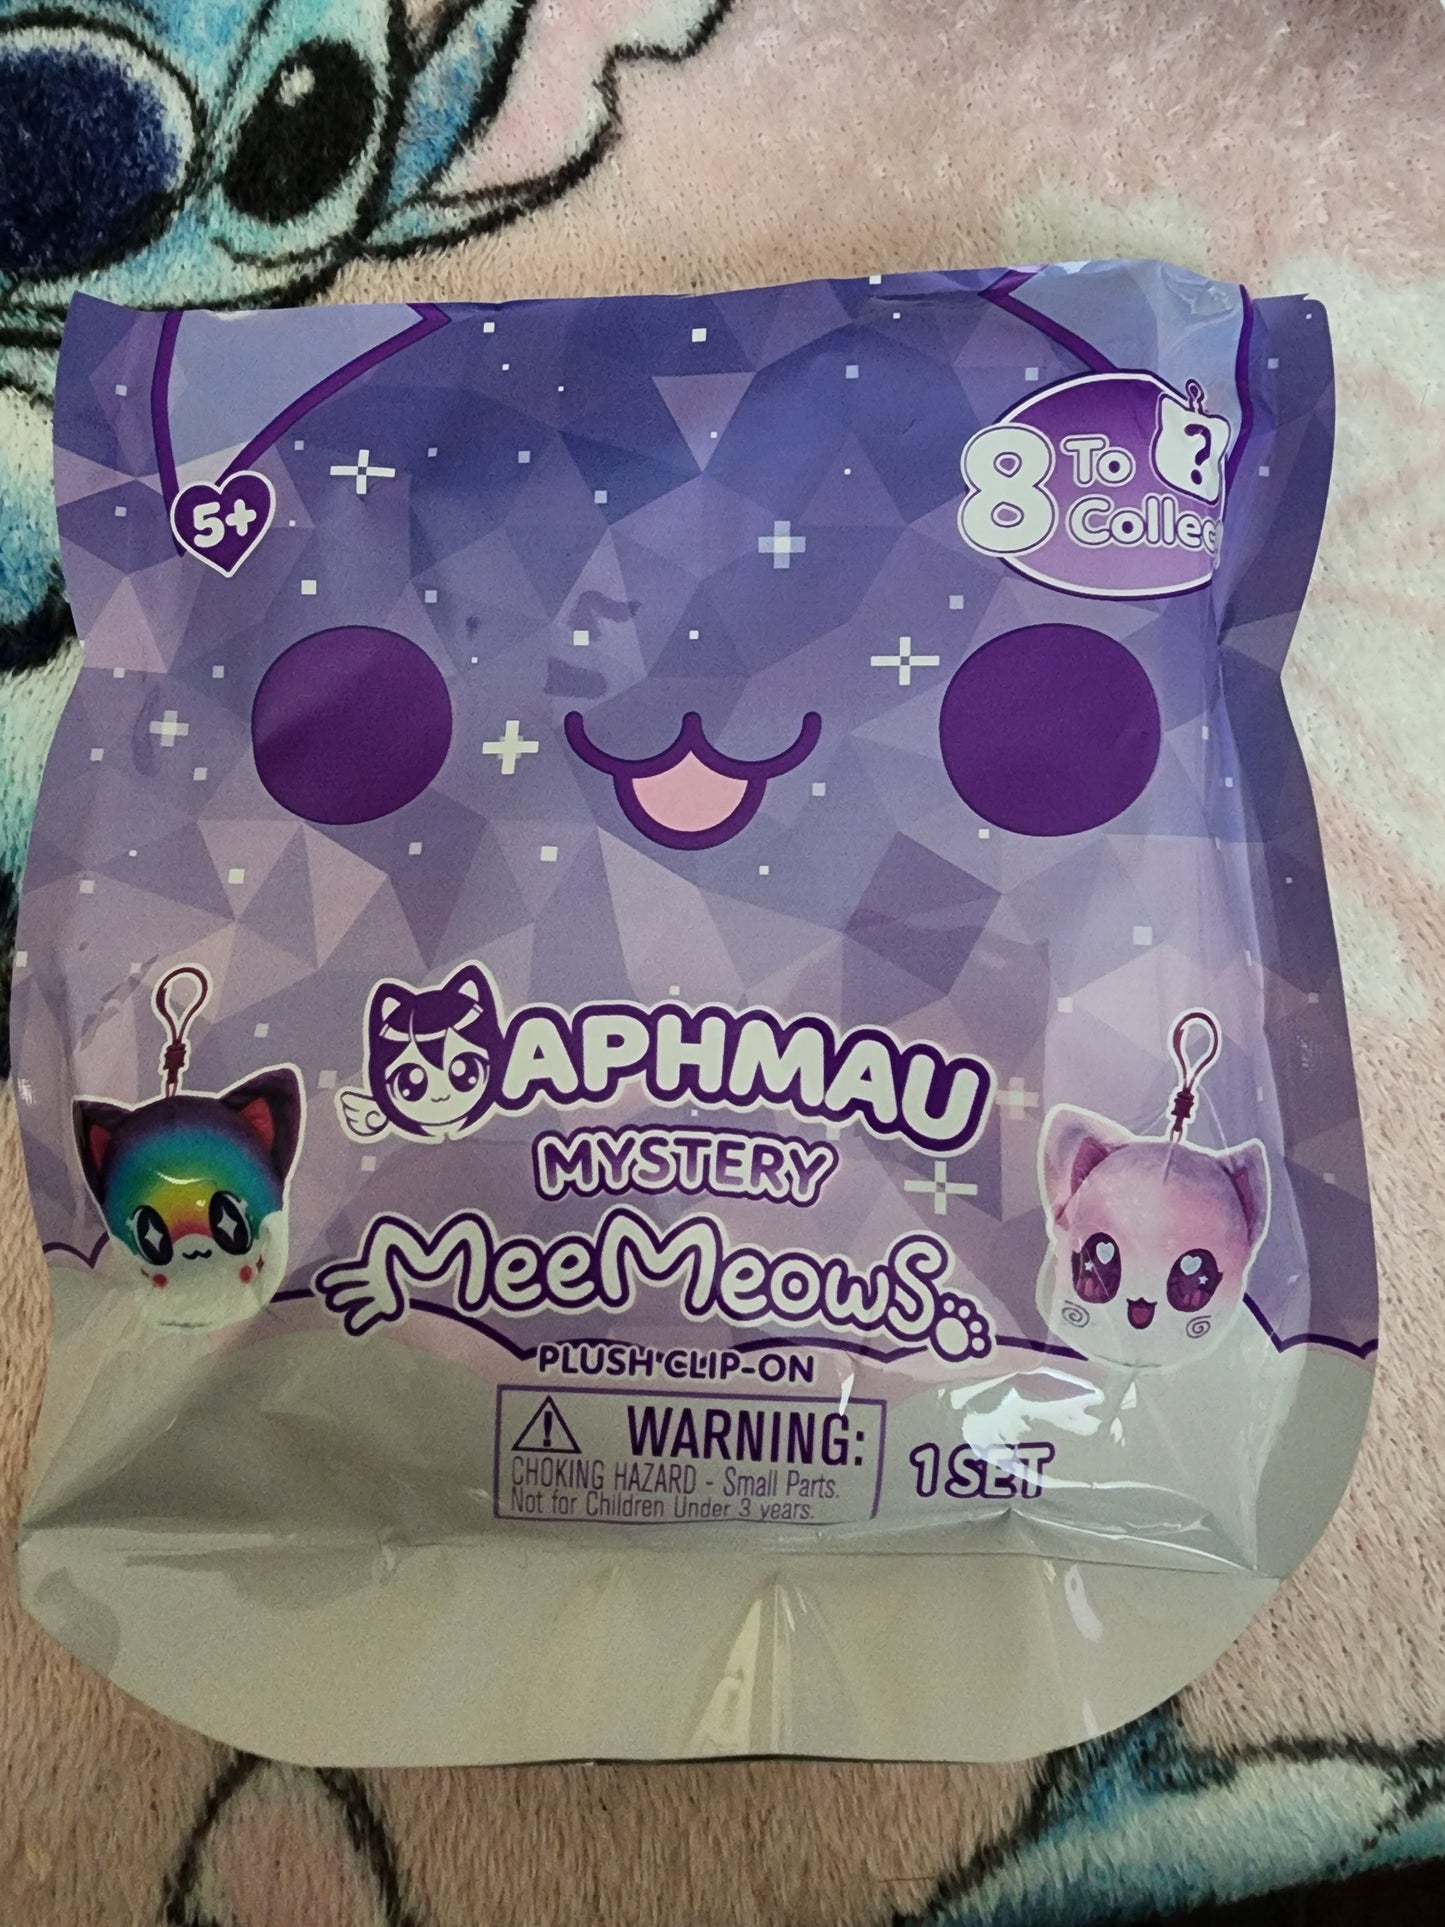 5+
8 To
Collect
?
APHMAU
MYSTERY
MeeMeows
PLUSH CLIP-ON
WARNING:
CHOKING HAZARD - Small Parts.
Not for Children Under 3 years.
1 SET